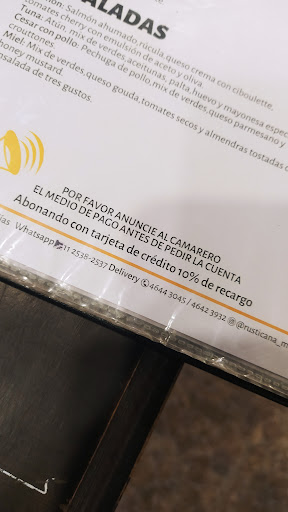 ALADAS
Salmón ahumado, rúcula, queso crema con ciboulette.
tomates cherry con emulsión de aceto y oliva.
Tuna: Atún, mix de verdes, aceitunas, palta, huevo y mayonesa espec
Cesar con pollo: Pechuga de pollo, mix de verdes, queso parmesano y
crouttones.
Miel: Mix de verdes, queso gouda, tomates secos y almendras tostadas
honey mustard.
nsalada de tres gustos.
POR FAVOR ANUNCIE AL CAMARERO
EL MEDIO DE PAGO ANTES DE PEDIR LA CUENTA
Abonando con tarjeta de crédito 10% de recargo
Whatsapp 11 2538-2537 Delivery 4644 3045 / 4642 3932 @rusticana_m